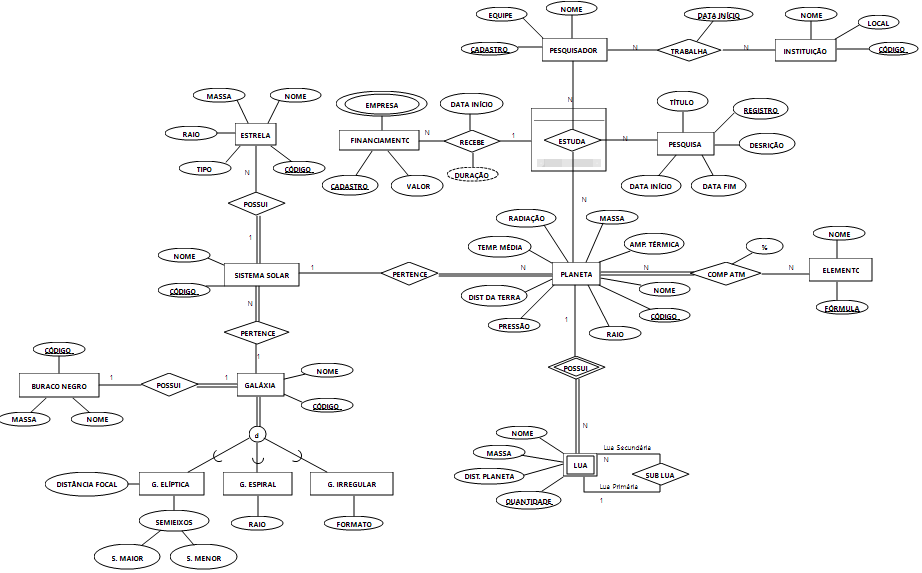 EQUIPE
NOME
DATA INÍCIO
NOME
LOCAL
CADASTRO
PESQUISADOR
N
TRABALHA
N
INSTITUIÇÃO
CÓDIGO
MASSA
NOME
EMPRESA
DATA INÍCIO
N
TÍTULO
REGISTRO
RAIO
ESTRELA
FINANCIAMENTC
N
RECEBE
1
ESTUDA
N
PESQUISA
DESRIÇÃO
TIPO
N
CÓDIGO
CADASTRO
VALOR
DURAÇÃO
DATA INÍCIO
DATA FIM
POSSUI
N
RADIAÇÃO
MASSA
1
TEMP. MÉDIA
AMP. TÉRMICA
%
NOME
NOME
SISTEMA SOLAR
1
PERTENCE
N
PLANETA
N
COMP ATM
N
ELEMENTC
CÓDIGO
NOME
DIST DA TERRA
CÓDIGO
FÓRMULA
N
PRESSÃO
1
RAIO
PERTENCE
CÓDIGO
1
POSSUI
NOME
BURACO NEGRO
1
POSSUI
1
GALÁXIA
CÓDIGO
MASSA
NOME
N
d
NOME
Lua Secundária
MASSA
LUA
N
DIST. PLANETA
SUB LUA
DISTÂNCIA FOCAL
G. ELÍPTICA
G. ESPIRAL
G. IRREGULAR
Lua Primária
QUANTIDADE
1
SEMIEIXOS
RAIO
FORMATO
S. MAIOR
S. MENOR